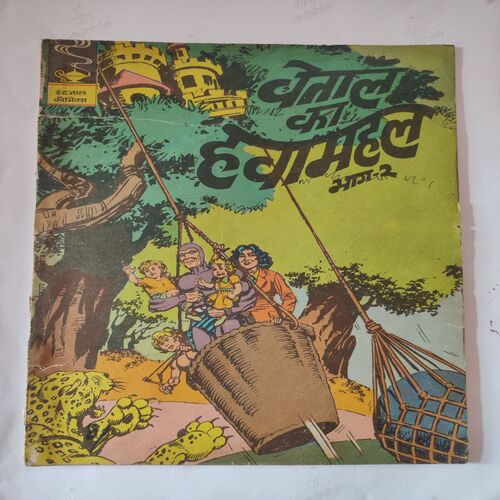 इंद्रजाल
कॉमिक्स
वेताल
का
हवामहल
भाग-२